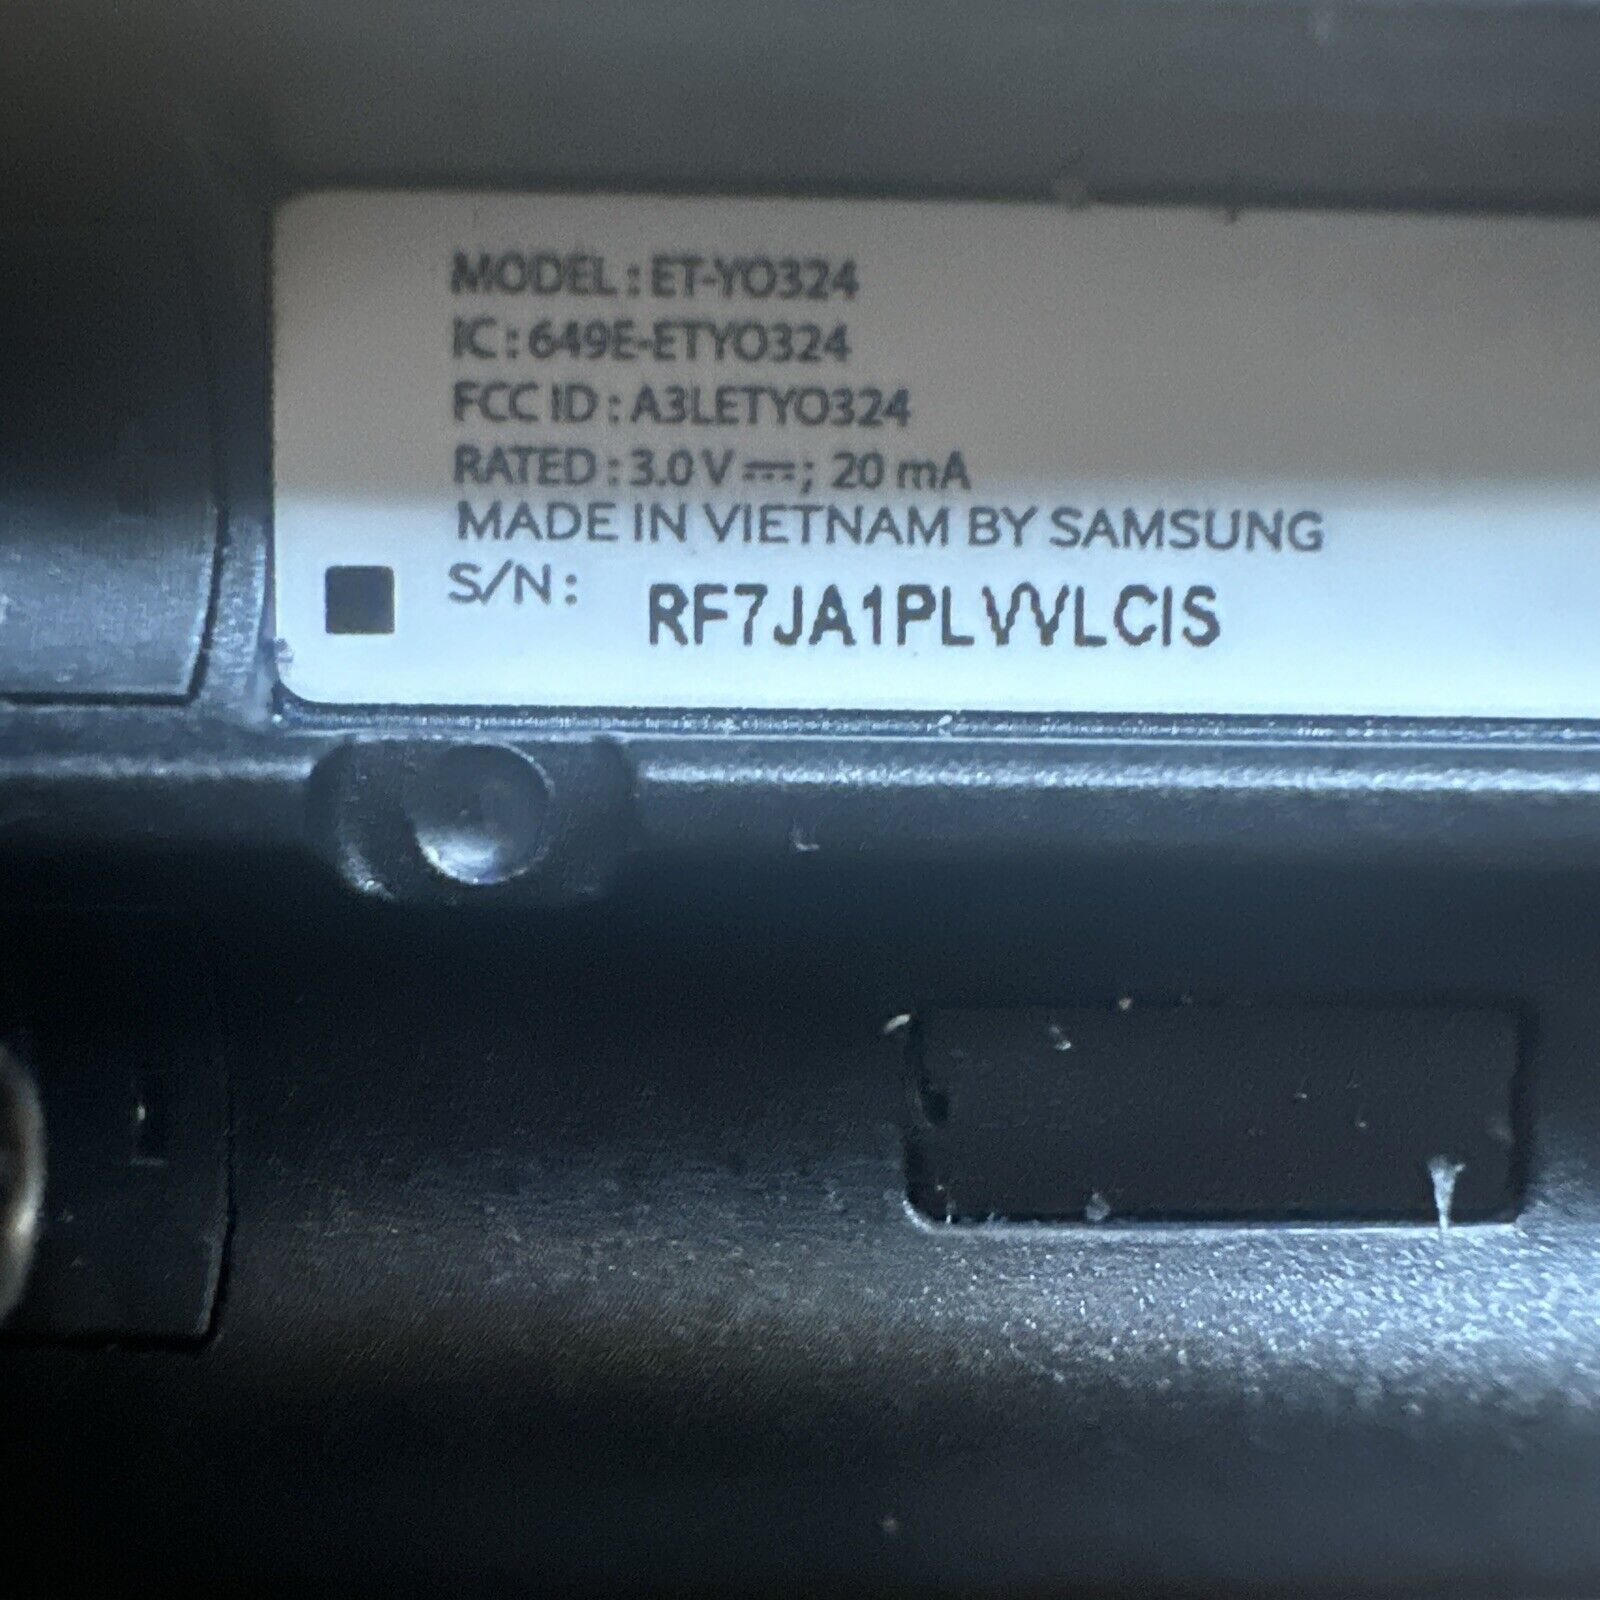 MODEL : ET-YO324
IC : 649E-ETYO324
FCC ID : A3LETYO324
RATED : 3.0 V ⎓; 20 mA
MADE IN VIETNAM BY SAMSUNG
S/N : RF7JA1PLVVLCIS